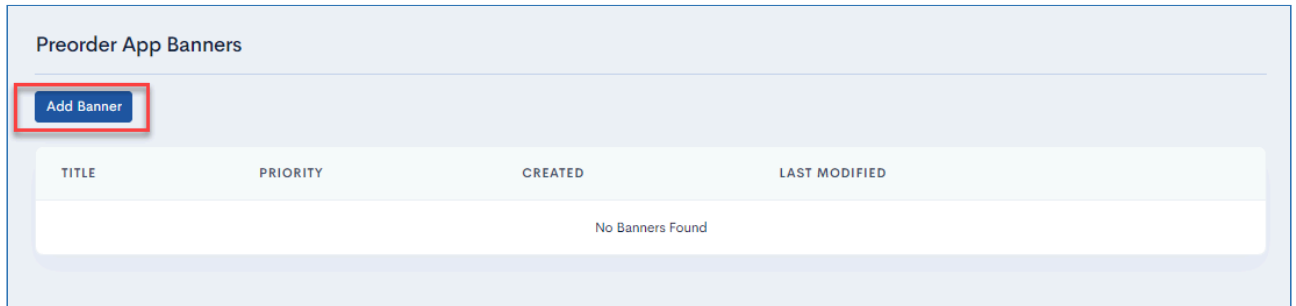 Preorder App Banners
Add Banner
TITLE PRIORITY CREATED LAST MODIFIED
No Banners Found